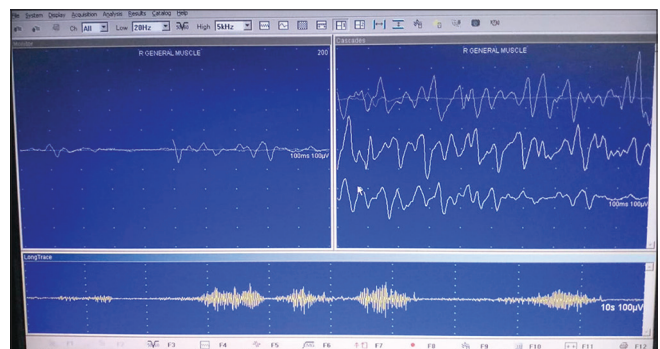 File System Display Acquisition Analysis Results Catalog Help
Ch. All Low 20Hz High 5kHz
Monitor
R GENERAL MUSCLE 200
100ms 100µV
Cascades
R GENERAL MUSCLE
100ms 100µV
LongTrace
10s 100µV
F3 F4 F5 F6 F7 F8 F9 F10 F11 F12